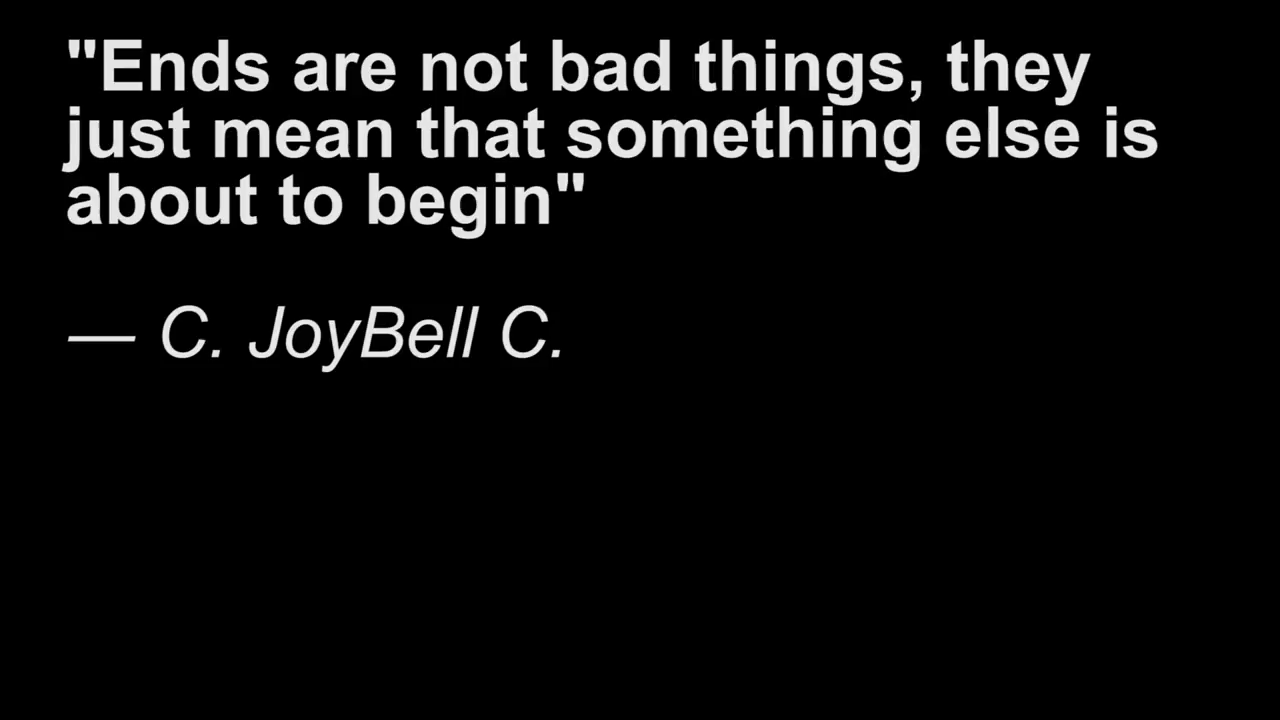 "Ends are not bad things, they
just mean that something else is
about to begin"
— C. JoyBell C.